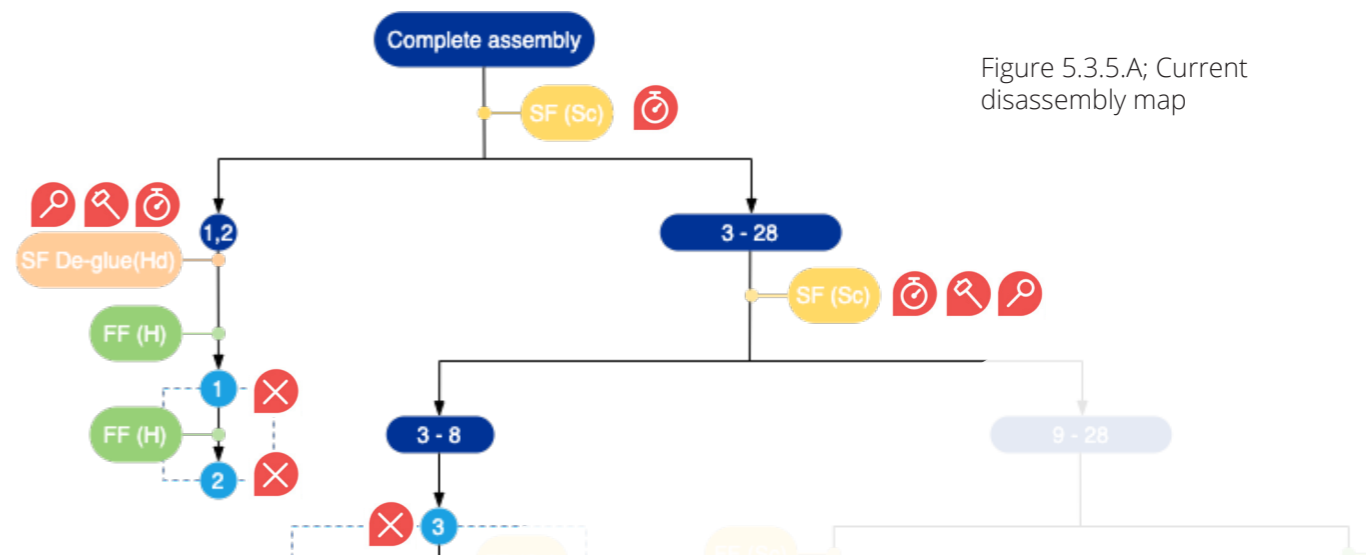 Complete assembly
Figure 5.3.5.A; Current
disassembly map
SF (Sc)
1,2
3 - 28
SF De-glue(Hd)
SF (Sc)
FF (H)
1
3 - 8
9 - 28
FF (H)
2
3